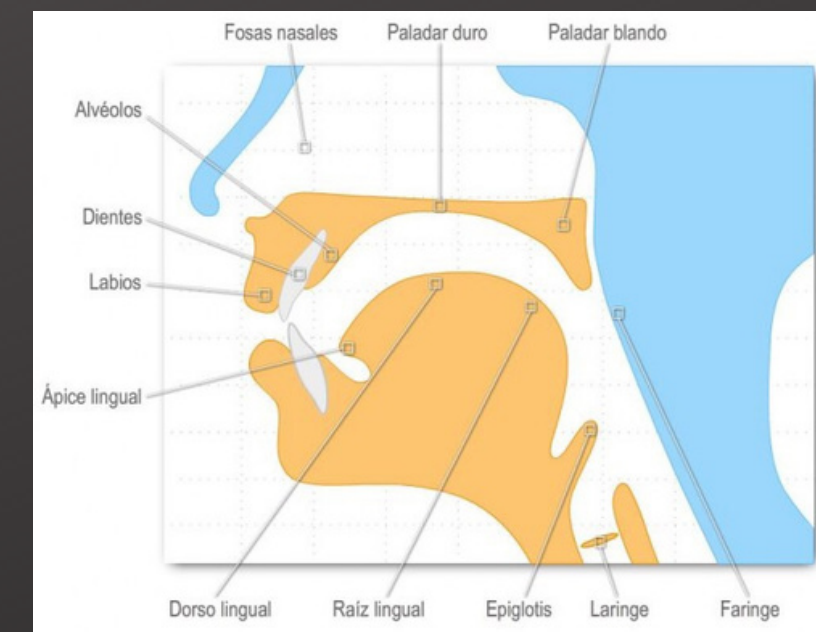 Fosas nasales Paladar duro Paladar blando
Alvéolos
Dientes
Labios
Ápice lingual
Dorso lingual Raíz lingual Epiglotis Laringe Faringe